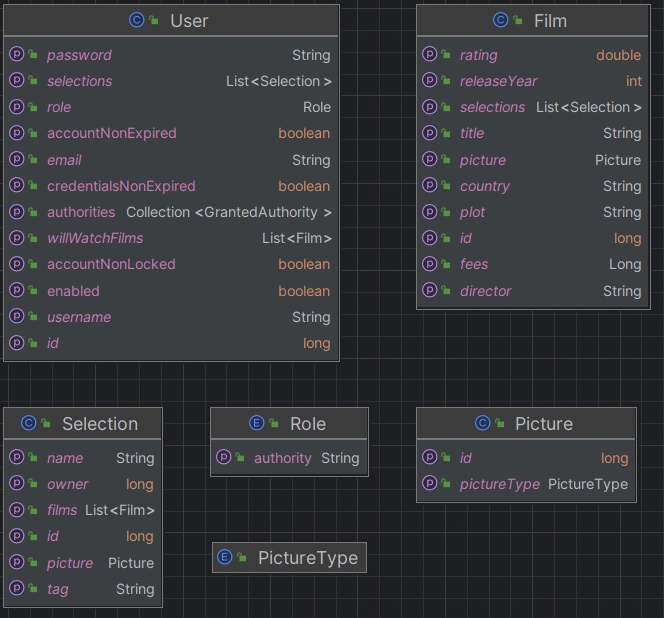 User
password String
selections List<Selection>
role Role
accountNonExpired boolean
email String
credentialsNonExpired boolean
authorities Collection <GrantedAuthority>
willWatchFilms List<Film>
accountNonLocked boolean
enabled boolean
username String
id long
Film
rating double
releaseYear int
selections List<Selection>
title String
picture Picture
country String
plot String
id long
fees Long
director String
Selection
name String
owner long
films List<Film>
id long
picture Picture
tag String
Role
authority String
PictureType
Picture
id long
pictureType PictureType